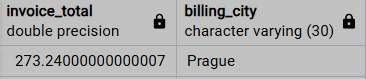 invoice_total billing_city
double precision character varying (30)
273.24000000000007 Prague